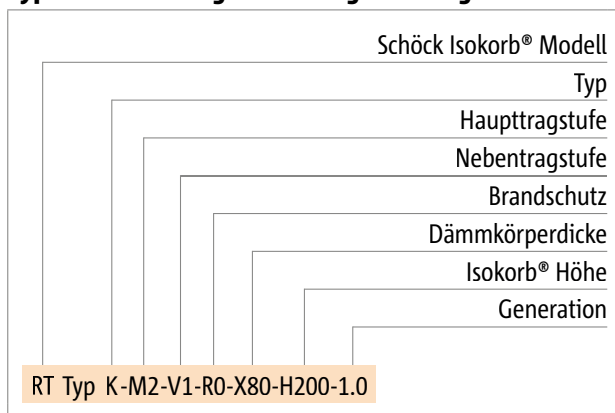 Schöck Isokorb® Modell
Typ
Haupttragstufe
Nebentragstufe
Brandschutz
Dämmkörperdicke
Isokorb® Höhe
Generation
RT Typ K-M2-V1-R0-X80-H200-1.0